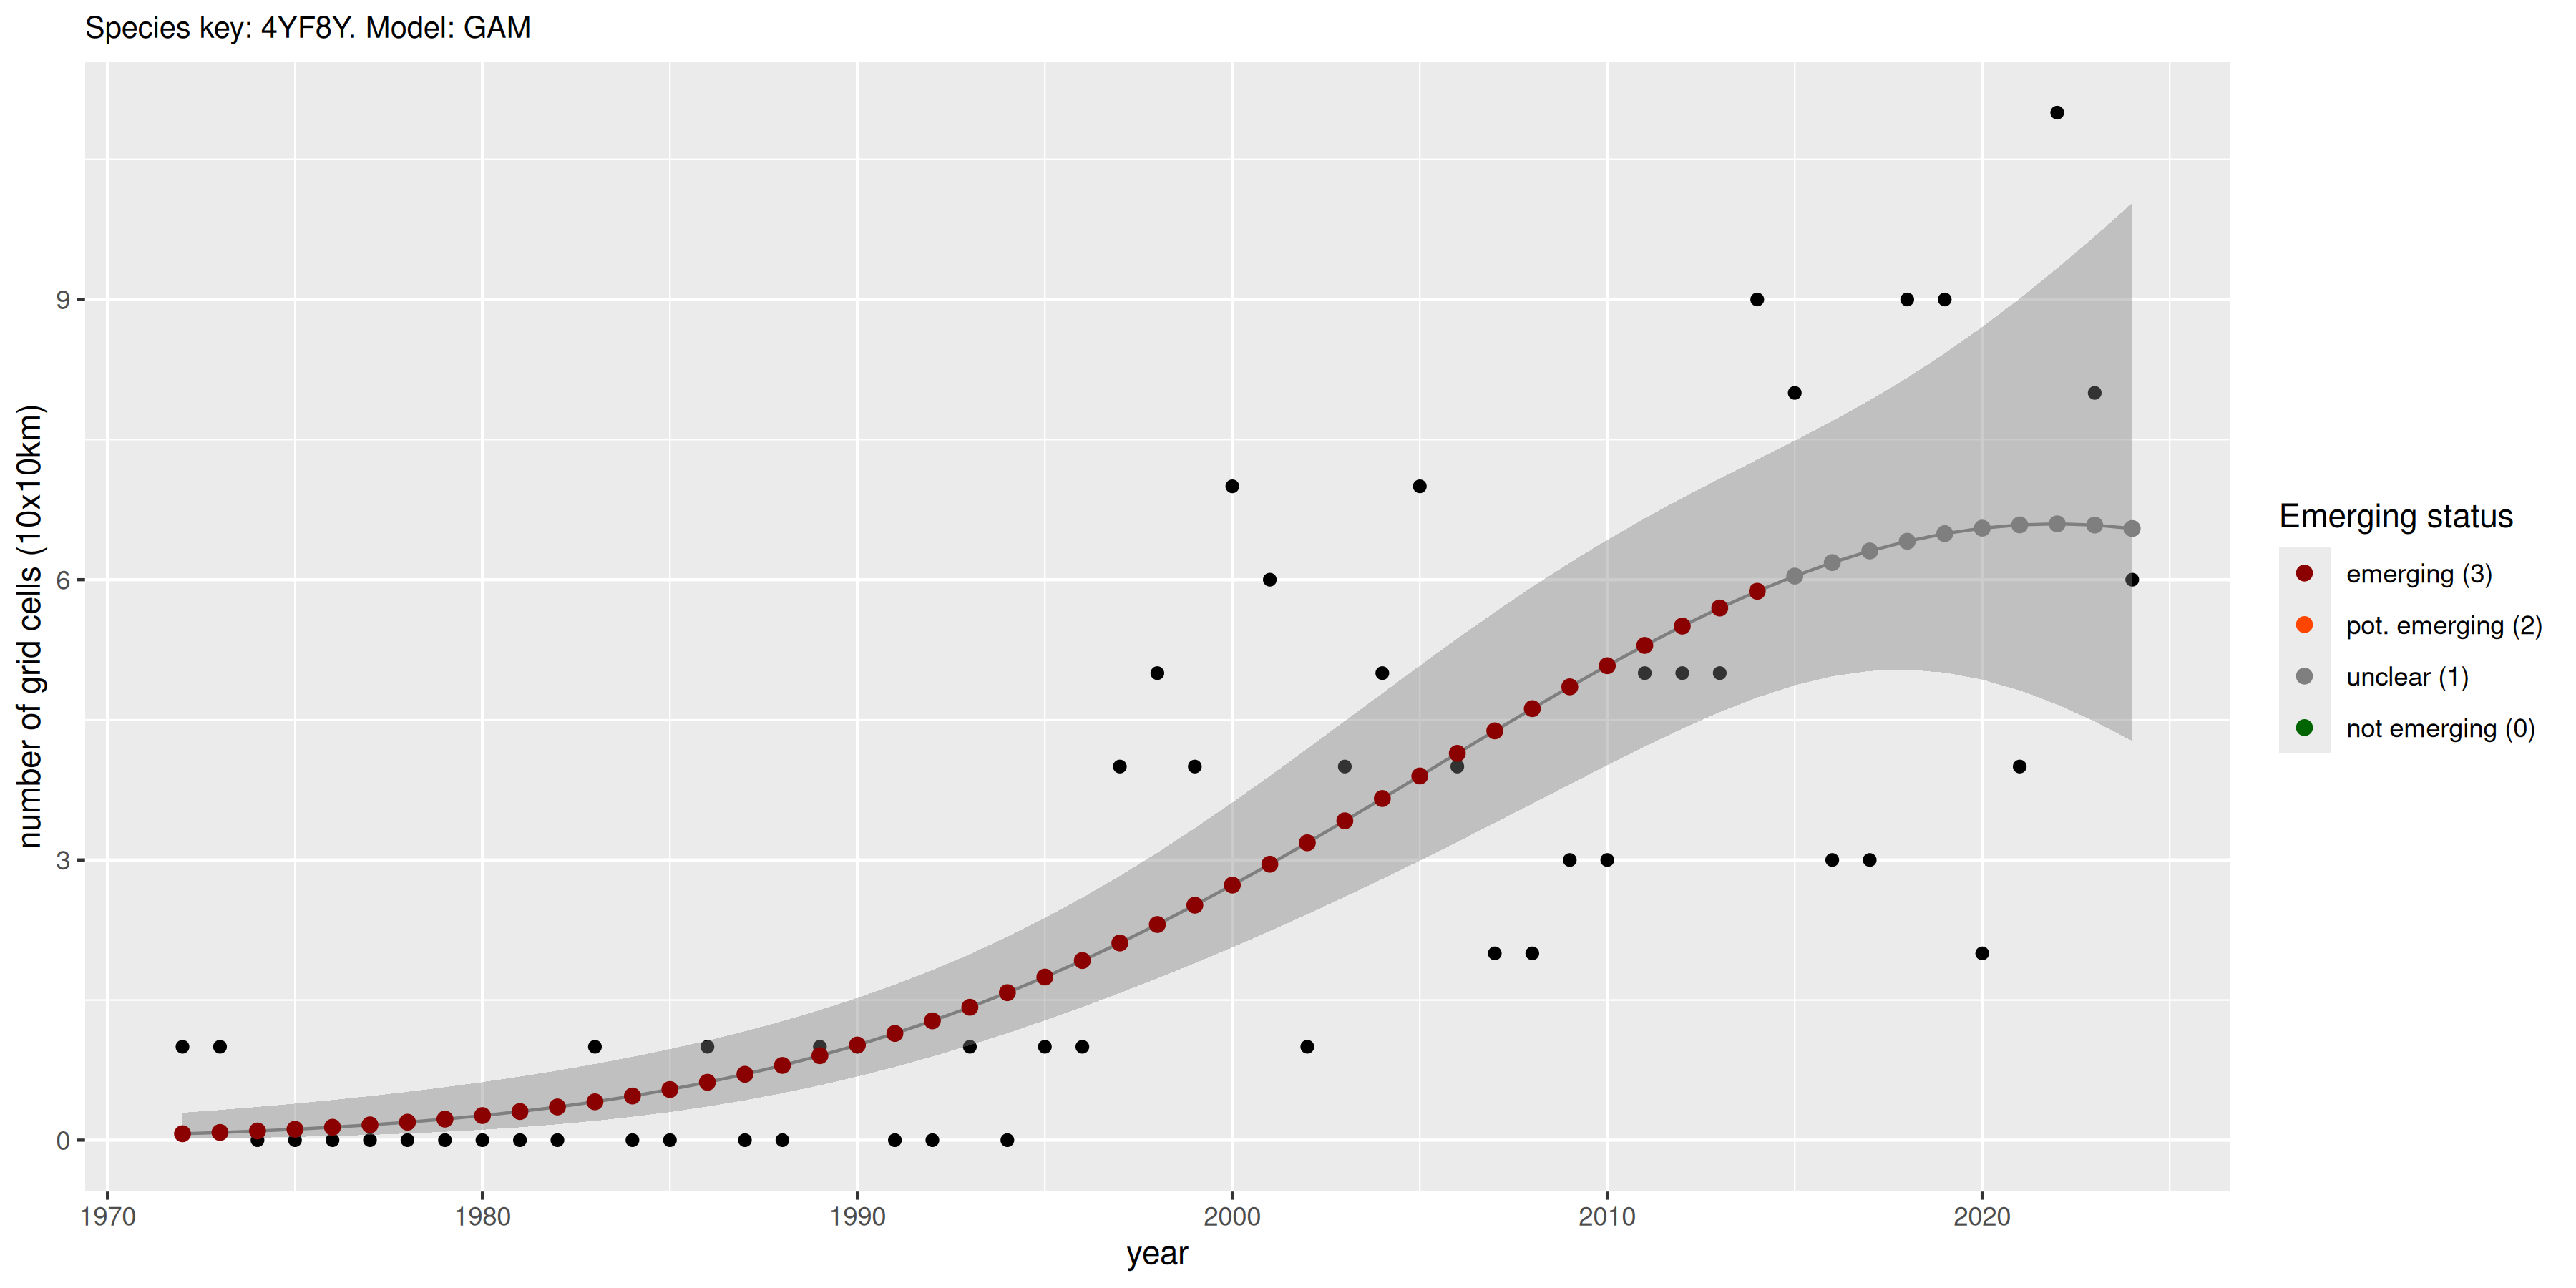 Species key: 4YF8Y. Model: GAM
number of grid cells (10x10km)
9
6
3
0
1970
1980
1990
2000
2010
2020
year
Emerging status
emerging (3)
pot. emerging (2)
unclear (1)
not emerging (0)